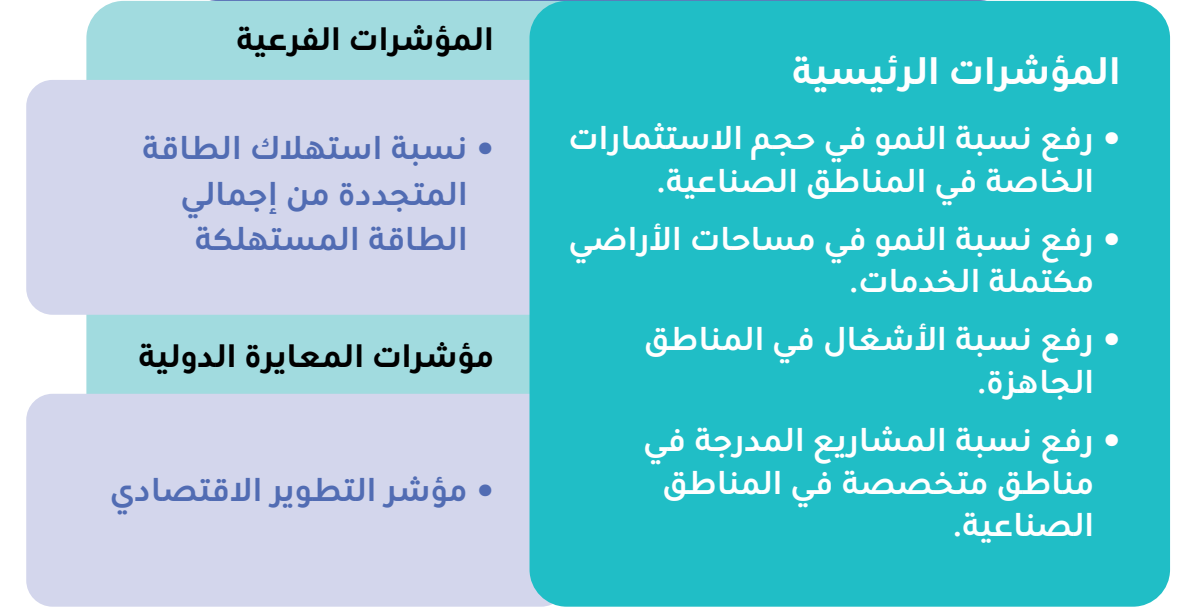 المؤشرات الرئيسية
• رفع نسبة النمو في حجم الاستثمارات
الخاصة في المناطق الصناعية.
• رفع نسبة النمو في مساحات الأراضي
مكتملة الخدمات.
• رفع نسبة الأشغال في المناطق
الجاهزة.
• رفع نسبة المشاريع المدرجة في
مناطق متخصصة في المناطق
الصناعية.
المؤشرات الفرعية
• نسبة استهلاك الطاقة
المتجددة من إجمالي
الطاقة المستهلكة
مؤشرات المعايرة الدولية
• مؤشر التطوير الاقتصادي